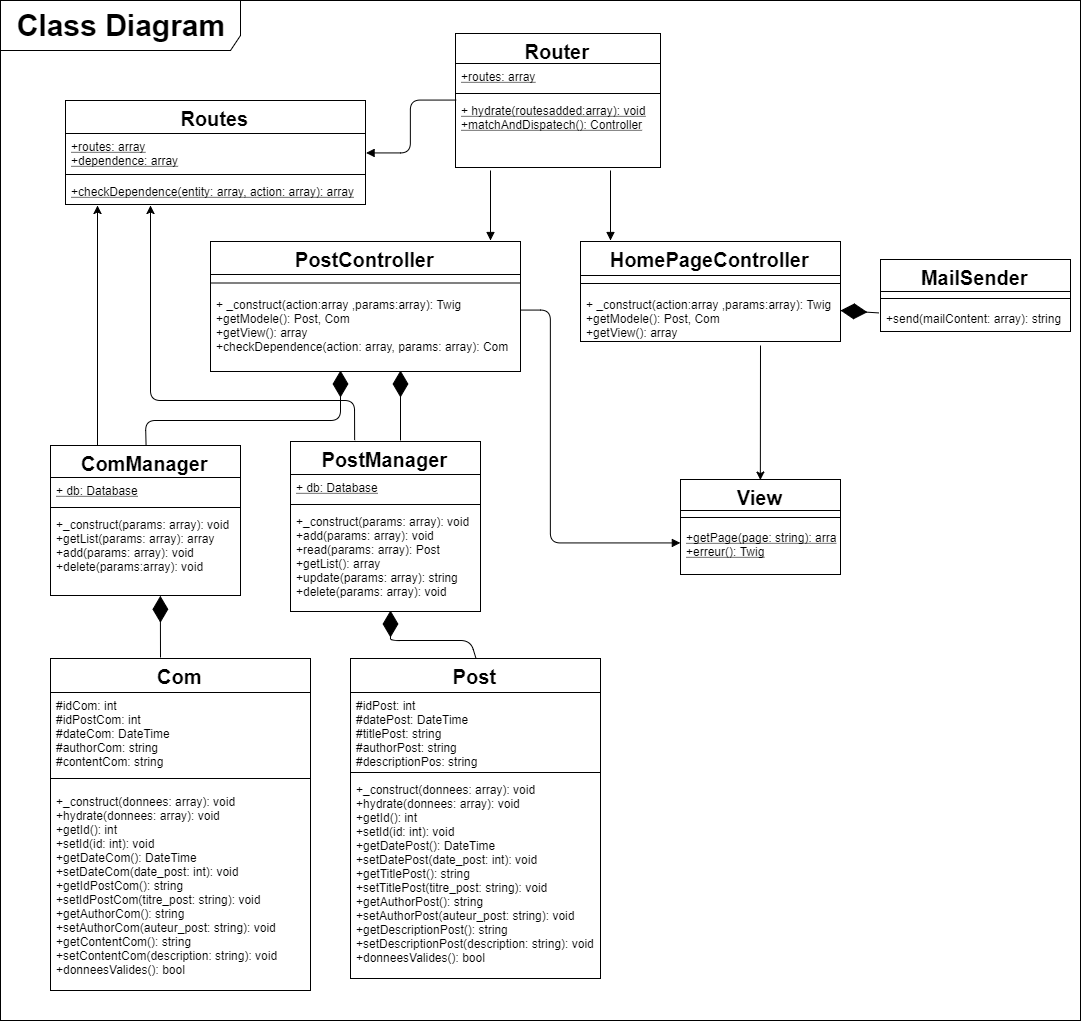 Class Diagram
Router
+routes: array
+ hydrate(routesadded:array): void
+matchAndDispatech(): Controller
Routes
+routes: array
+dependence: array
+checkDependence(entity: array, action: array): array
PostController
+ _construct(action:array ,params:array): Twig
+getModele(): Post, Com
+getView(): array
+checkDependence(action: array, params: array): Com
HomePageController
+ _construct(action:array ,params:array): Twig
+getModele(): Post, Com
+getView(): array
MailSender
+send(mailContent: array): string
ComManager
+ db: Database
+_construct(params: array): void
+getList(params: array): array
+add(params: array): void
+delete(params:array): void
PostManager
+ db: Database
+_construct(params: array): void
+add(params: array): void
+read(params: array): Post
+getList(): array
+update(params: array): string
+delete(params: array): void
View
+getPage(page: string): arra
+erreur(): Twig
Com
#idCom: int
#idPostCom: int
#dateCom: DateTime
#authorCom: string
#contentCom: string
+_construct(donnees: array): void
+hydrate(donnees: array): void
+getId(): int
+setId(id: int): void
+getDateCom(): DateTime
+setDateCom(date_post: int): void
+getIdPostCom(): string
+setIdPostCom(titre_post: string): void
+getAuthorCom(): string
+setAuthorCom(auteur_post: string): void
+getContentCom(): string
+setContentCom(description: string): void
+donneesValides(): bool
Post
#idPost: int
#datePost: DateTime
#titlePost: string
#authorPost: string
#descriptionPos: string
+_construct(donnees: array): void
+hydrate(donnees: array): void
+getId(): int
+setId(id: int): void
+getDatePost(): DateTime
+setDatePost(date_post: int): void
+getTitlePost(): string
+setTitlePost(titre_post: string): void
+getAuthorPost(): string
+setAuthorPost(auteur_post: string): void
+getDescriptionPost(): string
+setDescriptionPost(description: string): void
+donneesValides(): bool